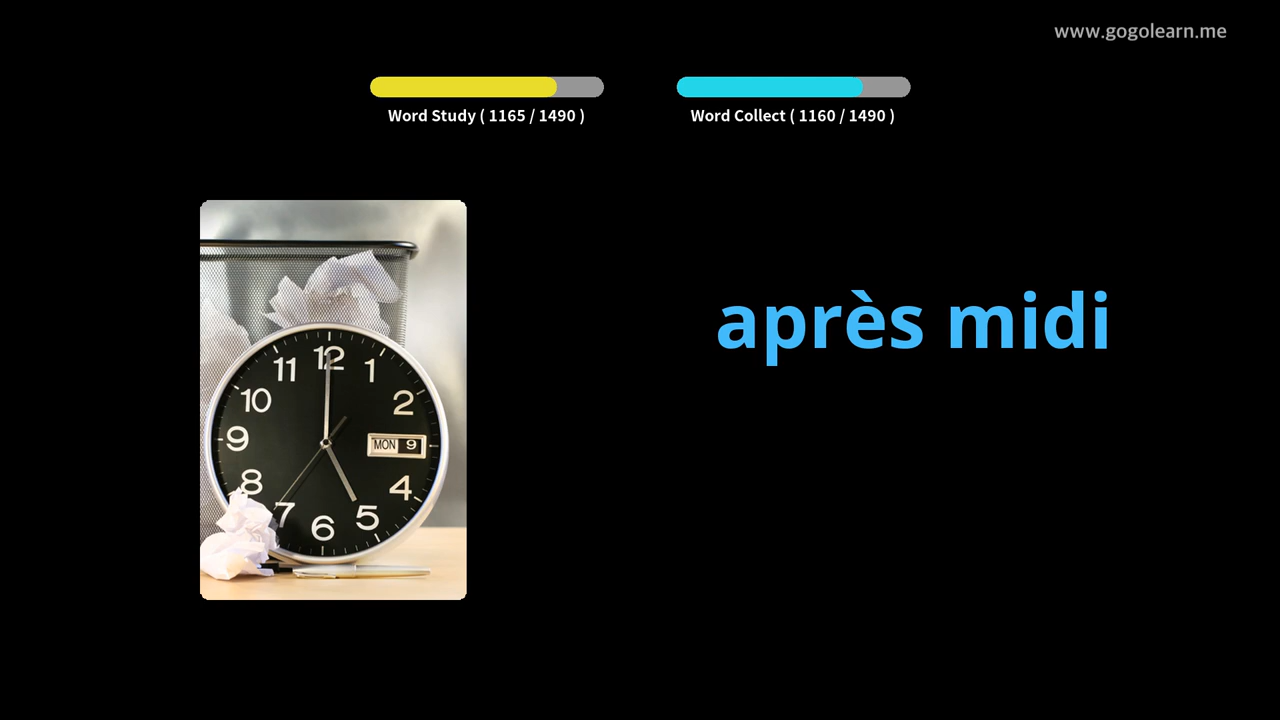 www.gogolearn.me
Word Study ( 1165 / 1490 )
Word Collect ( 1160 / 1490 )
après midi
12
11
1
10
2
9
MON 9
8
4
7
5
6